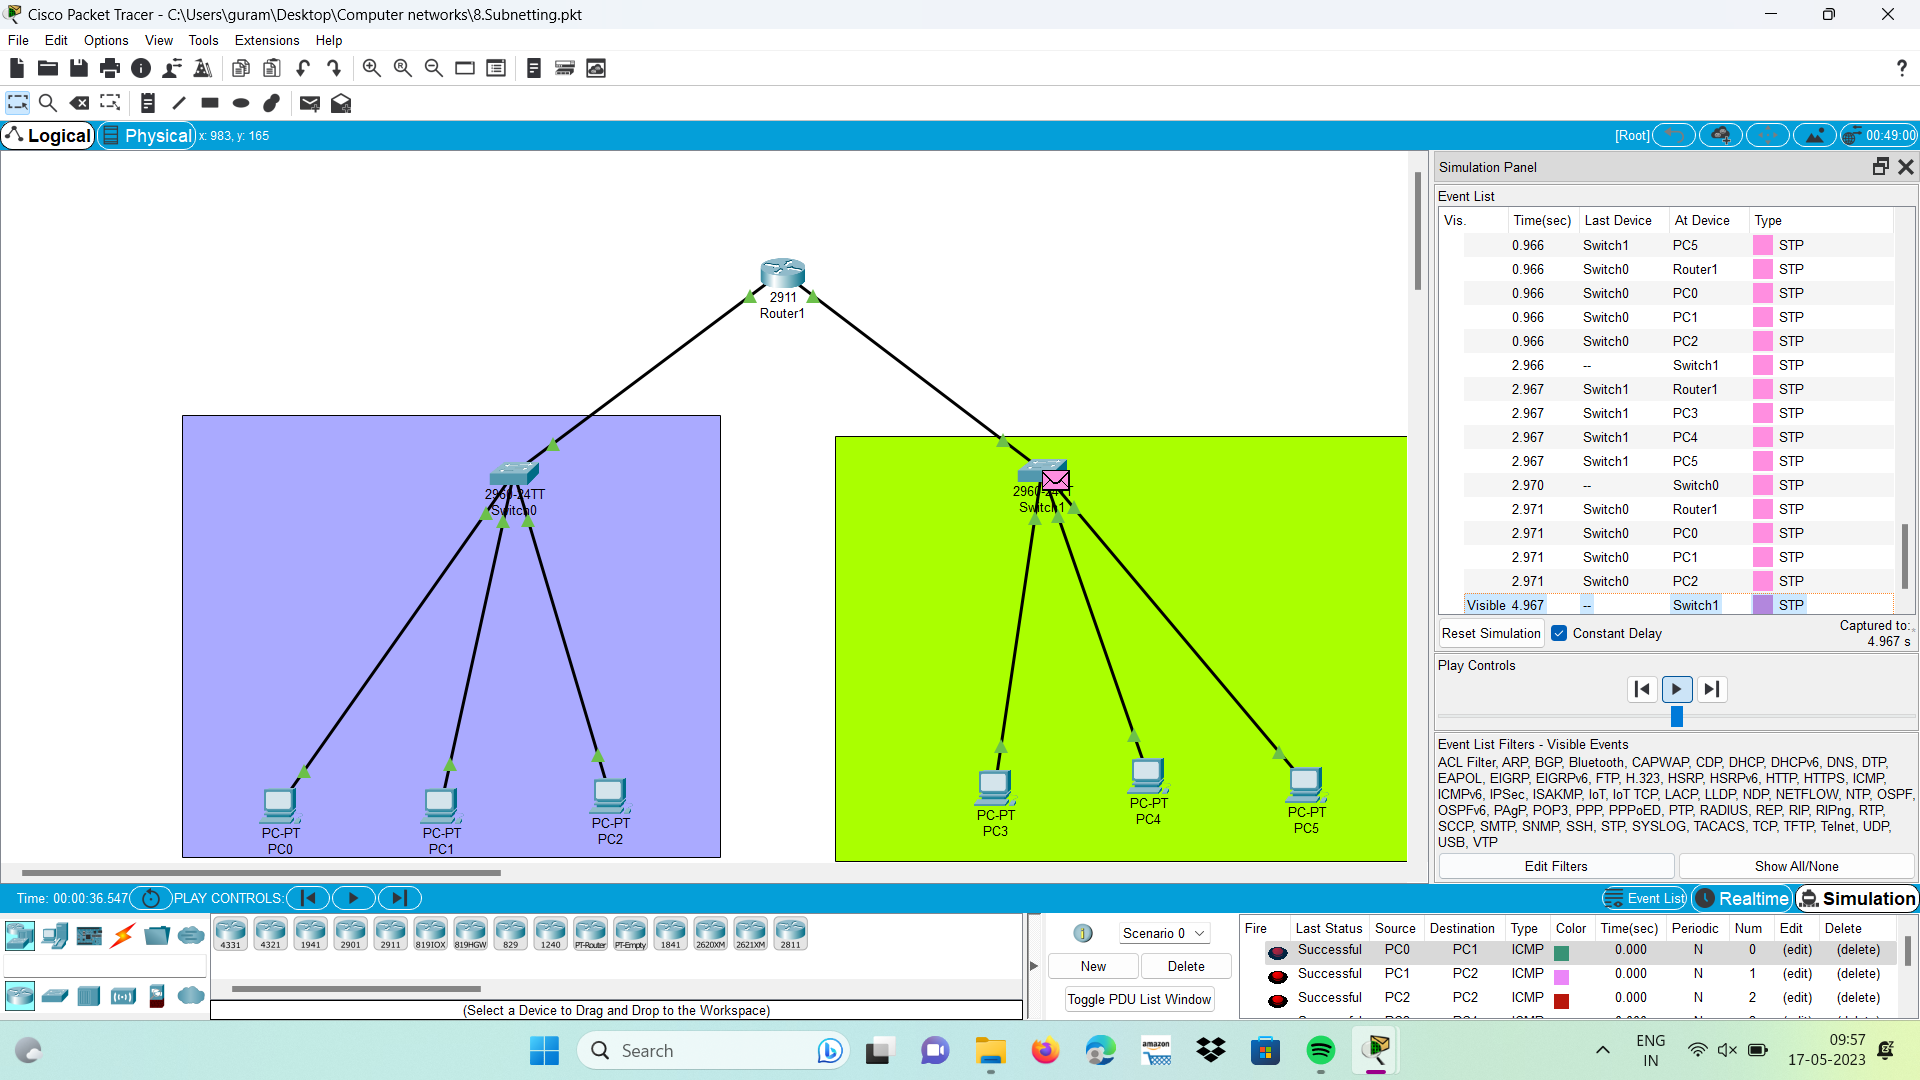 Cisco Packet Tracer - C:\Users\guram\Desktop\Computer networks\8.Subnetting.pkt
File Edit Options View Tools Extensions Help
?
Logical Physical x: 983, y: 165 [Root] 00:49:00
Simulation Panel
Event List
Vis. Time(sec) Last Device At Device Type
0.966 Switch1 PC5 STP
0.966 Switch0 Router1 STP
0.966 Switch0 PC0 STP
0.966 Switch0 PC1 STP
0.966 Switch0 PC2 STP
2.966 -- Switch1 STP
2.967 Switch1 Router1 STP
2.967 Switch1 PC3 STP
2.967 Switch1 PC4 STP
2.967 Switch1 PC5 STP
2.970 -- Switch0 STP
2.971 Switch0 Router1 STP
2.971 Switch0 PC0 STP
2.971 Switch0 PC1 STP
2.971 Switch0 PC2 STP
Visible 4.967 -- Switch1 STP
Reset Simulation Constant Delay
Captured to:
4.967 s
Play Controls
Event List Filters - Visible Events
ACL Filter, ARP, BGP, Bluetooth, CAPWAP, CDP, DHCP, DHCPv6, DNS, DTP,
EAPOL, EIGRP, EIGRPv6, FTP, H.323, HSRP, HSRPv6, HTTP, HTTPS, ICMP,
ICMPv6, IPSec, ISAKMP, IoT, IoT TCP, LACP, LLDP, NDP, NETFLOW, NTP, OSPF,
OSPFv6, PAgP, POP3, PPP, PPPoED, PTP, RADIUS, REP, RIP, RIPng, RTP,
SCCP, SMTP, SNMP, SSH, STP, SYSLOG, TACACS, TCP, TFTP, Telnet, UDP,
USB, VTP
Edit Filters Show All/None
2911
Router1
2960-24TT
Switch0
2960-24TT
Switch1
PC-PT
PC0
PC-PT
PC1
PC-PT
PC2
PC-PT
PC3
PC-PT
PC4
PC-PT
PC5
Time: 00:00:36.547 PLAY CONTROLS: Event List Realtime Simulation
4331 4321 1941 2901 2911 819IOX 819HGW 829 1240 PT-Router PT-Empty 1841 2620XM 2621XM 2811
(Select a Device to Drag and Drop to the Workspace)
Scenario 0
New Delete
Toggle PDU List Window
Fire Last Status Source Destination Type Color Time(sec) Periodic Num Edit Delete
Successful PC0 PC1 ICMP 0.000 N 0 (edit) (delete)
Successful PC1 PC2 ICMP 0.000 N 1 (edit) (delete)
Successful PC2 PC2 ICMP 0.000 N 2 (edit) (delete)
Search
amazon
ENG
IN
09:57
17-05-2023